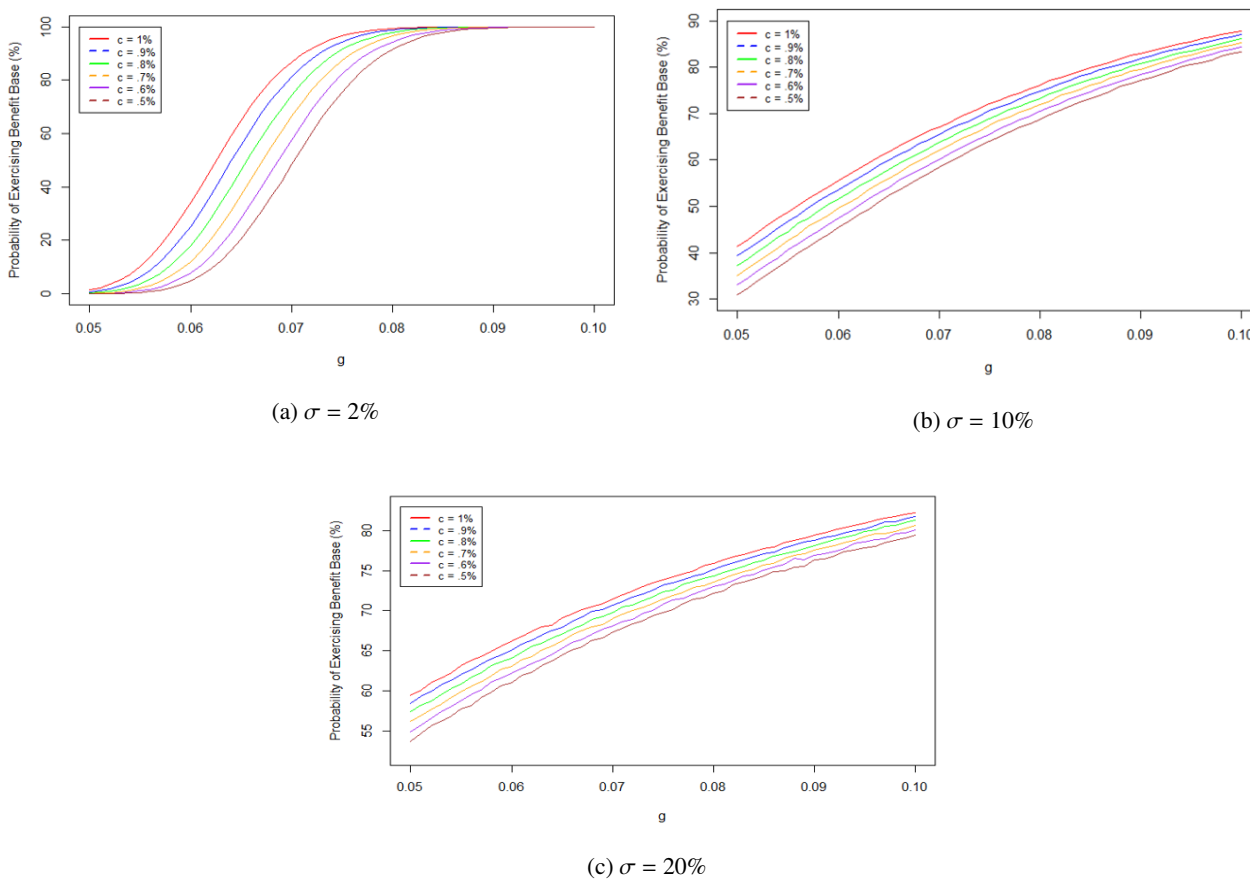 Probability of Exercising Benefit Base (%)
100
80
60
40
20
0
c = 1%
c = .9%
c = .8%
c = .7%
c = .6%
c = .5%
0.05 0.06 0.07 0.08 0.09 0.10
g
(a) σ = 2%
Probability of Exercising Benefit Base (%)
90
80
70
60
50
40
30
c = 1%
c = .9%
c = .8%
c = .7%
c = .6%
c = .5%
0.05 0.06 0.07 0.08 0.09 0.10
g
(b) σ = 10%
Probability of Exercising Benefit Base (%)
80
75
70
65
60
55
c = 1%
c = .9%
c = .8%
c = .7%
c = .6%
c = .5%
0.05 0.06 0.07 0.08 0.09 0.10
g
(c) σ = 20%